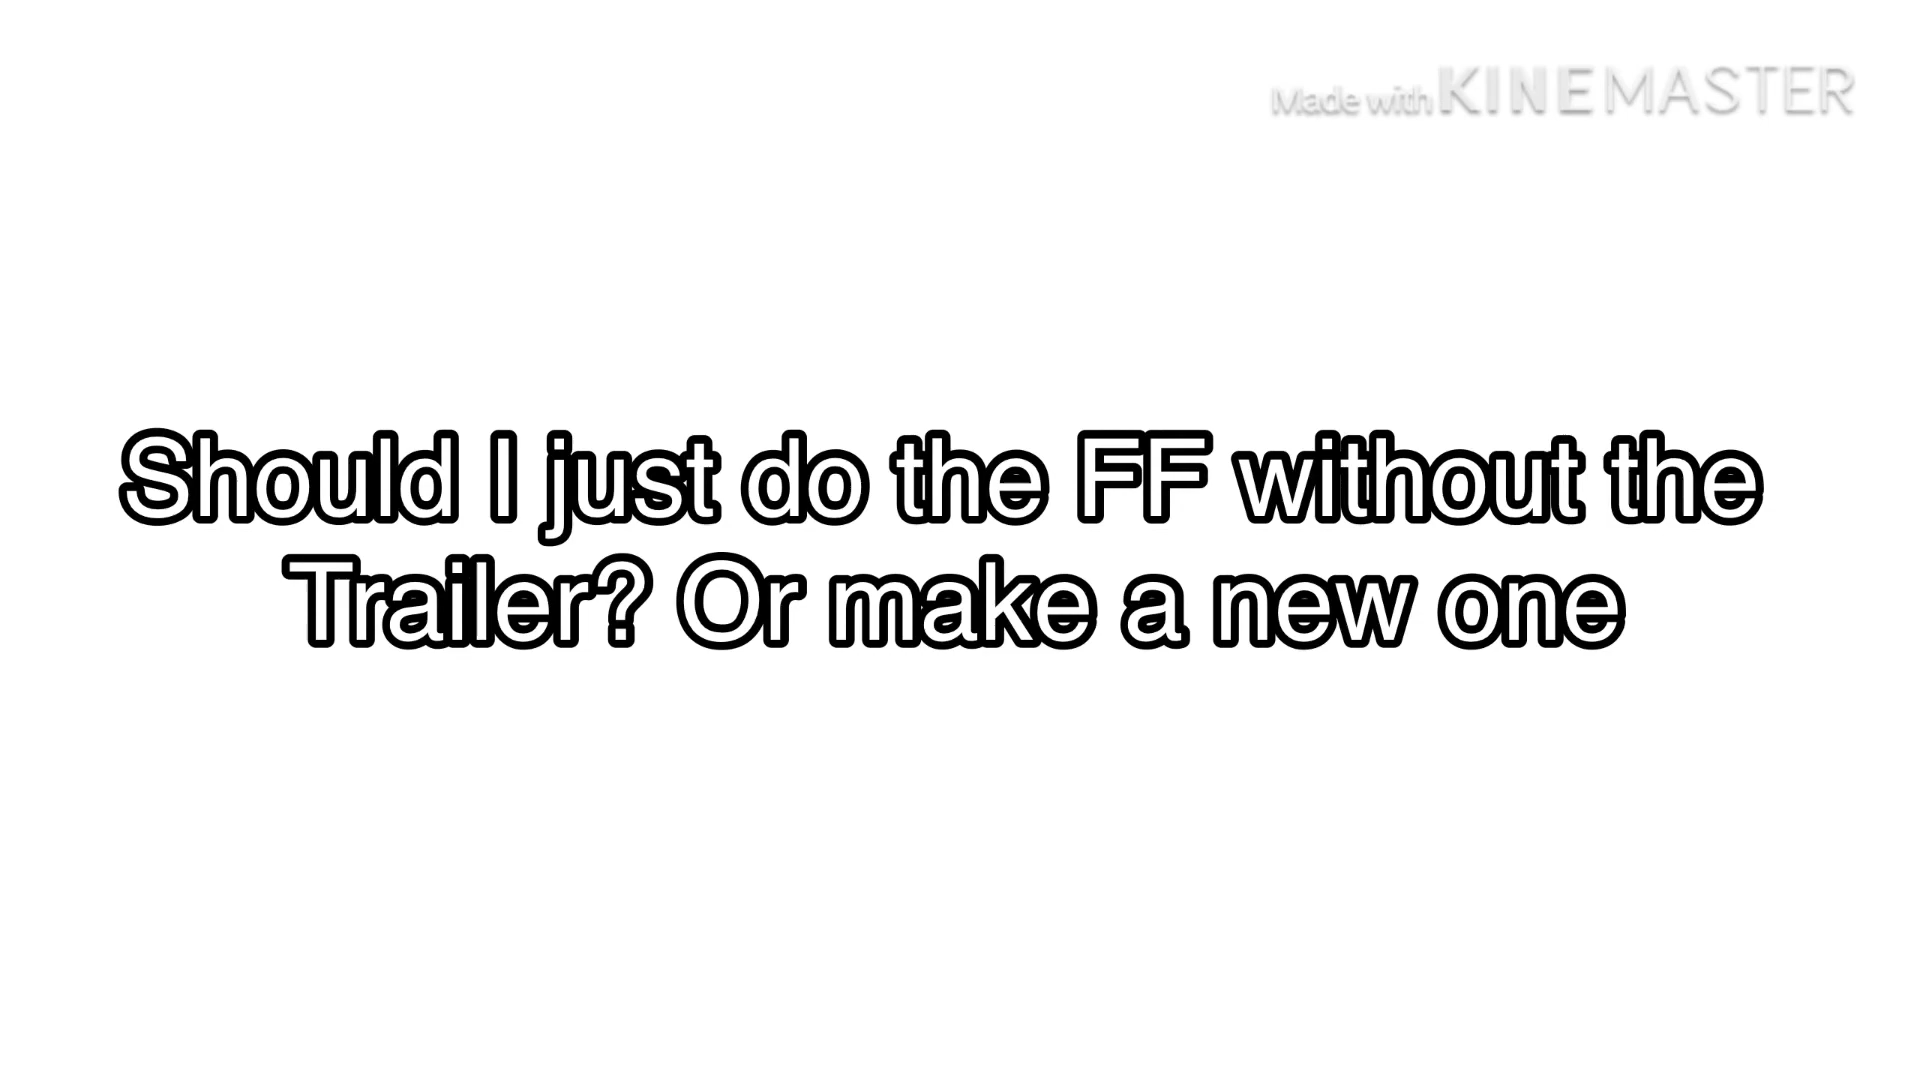 Made with KINEMASTER
Should I just do the FF without the
Trailer? Or make a new one